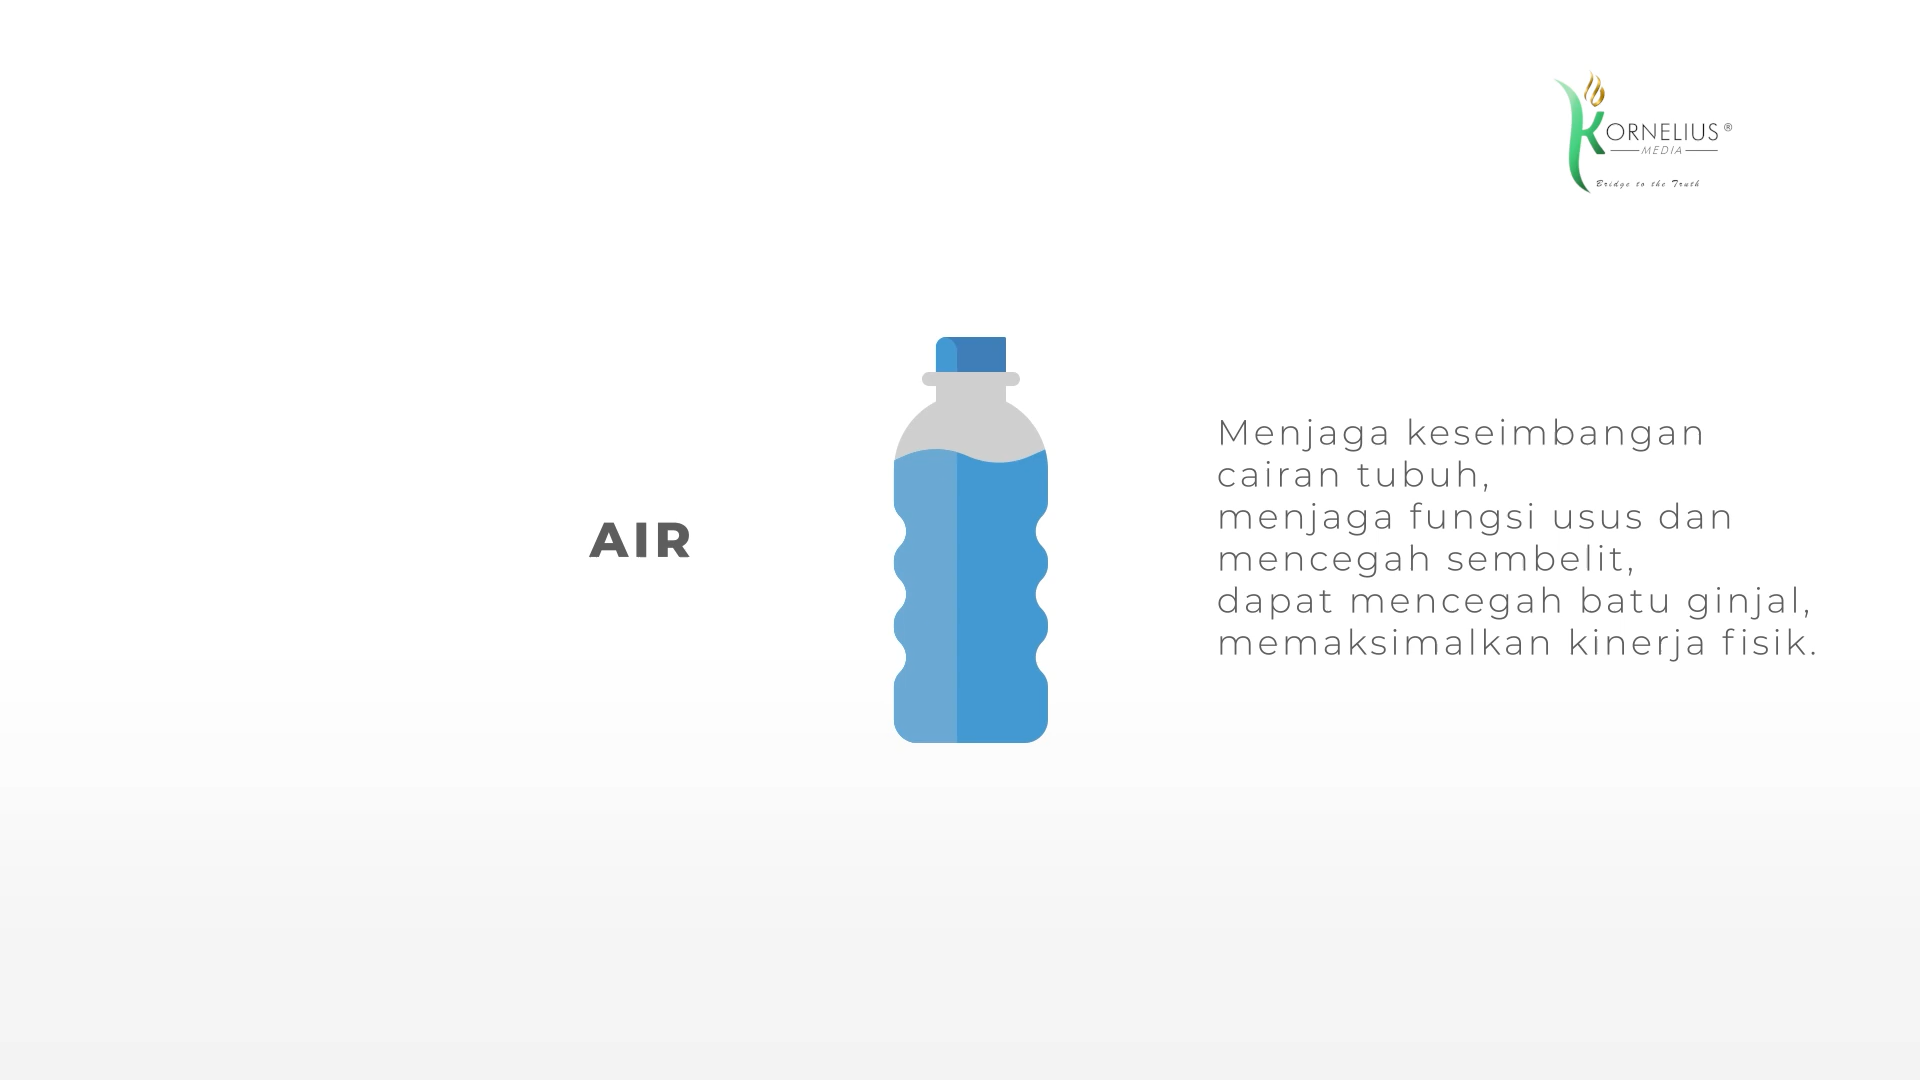 KORNELIUS®
MEDIA
Bridge to the Truth
AIR
Menjaga keseimbangan
cairan tubuh,
menjaga fungsi usus dan
mencegah sembelit,
dapat mencegah batu ginjal,
memaksimalkan kinerja fisik.